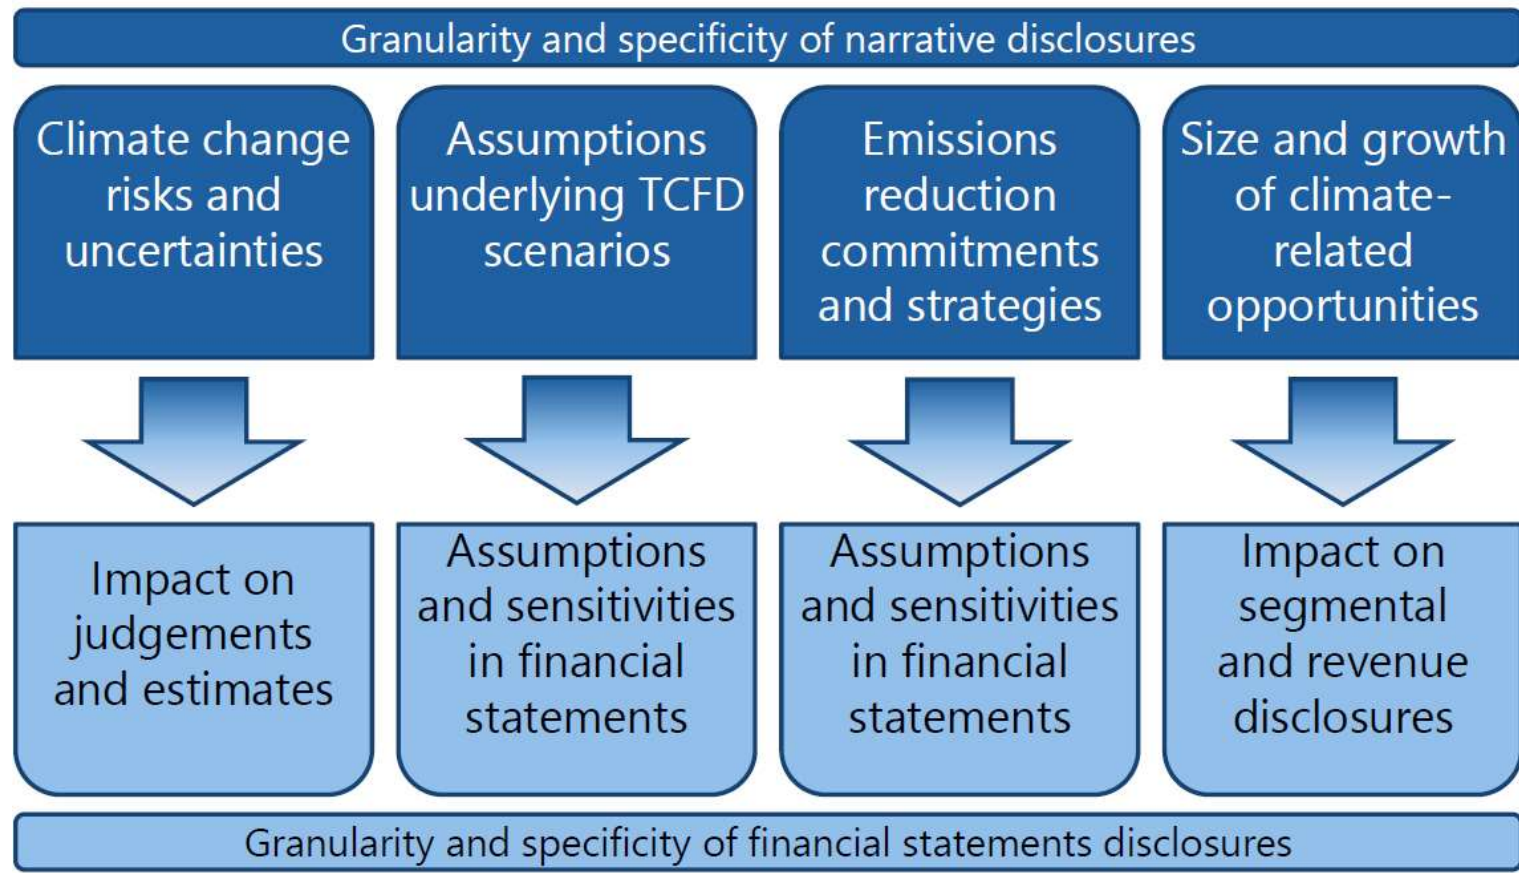 Granularity and specificity of narrative disclosures
Climate change
risks and
uncertainties
Assumptions
underlying TCFD
scenarios
Emissions
reduction
commitments
and strategies
Size and growth
of climate-
related
opportunities
Impact on
judgements
and estimates
Assumptions
and sensitivities
in financial
statements
Assumptions
and sensitivities
in financial
statements
Impact on
segmental
and revenue
disclosures
Granularity and specificity of financial statements disclosures